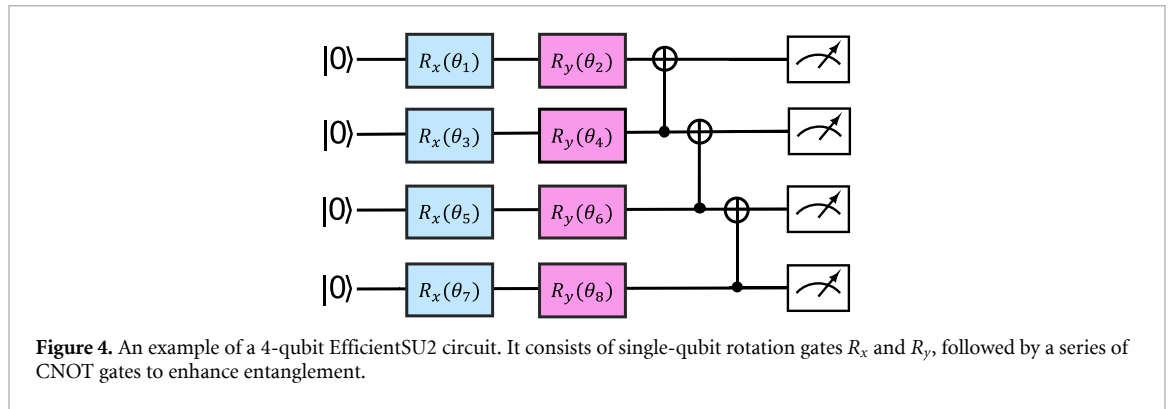 |0⟩ R_x(θ_1) R_y(θ_2)
|0⟩ R_x(θ_3) R_y(θ_4)
|0⟩ R_x(θ_5) R_y(θ_6)
|0⟩ R_x(θ_7) R_y(θ_8)
Figure 4. An example of a 4-qubit EfficientSU2 circuit. It consists of single-qubit rotation gates R_x and R_y, followed by a series of
CNOT gates to enhance entanglement.